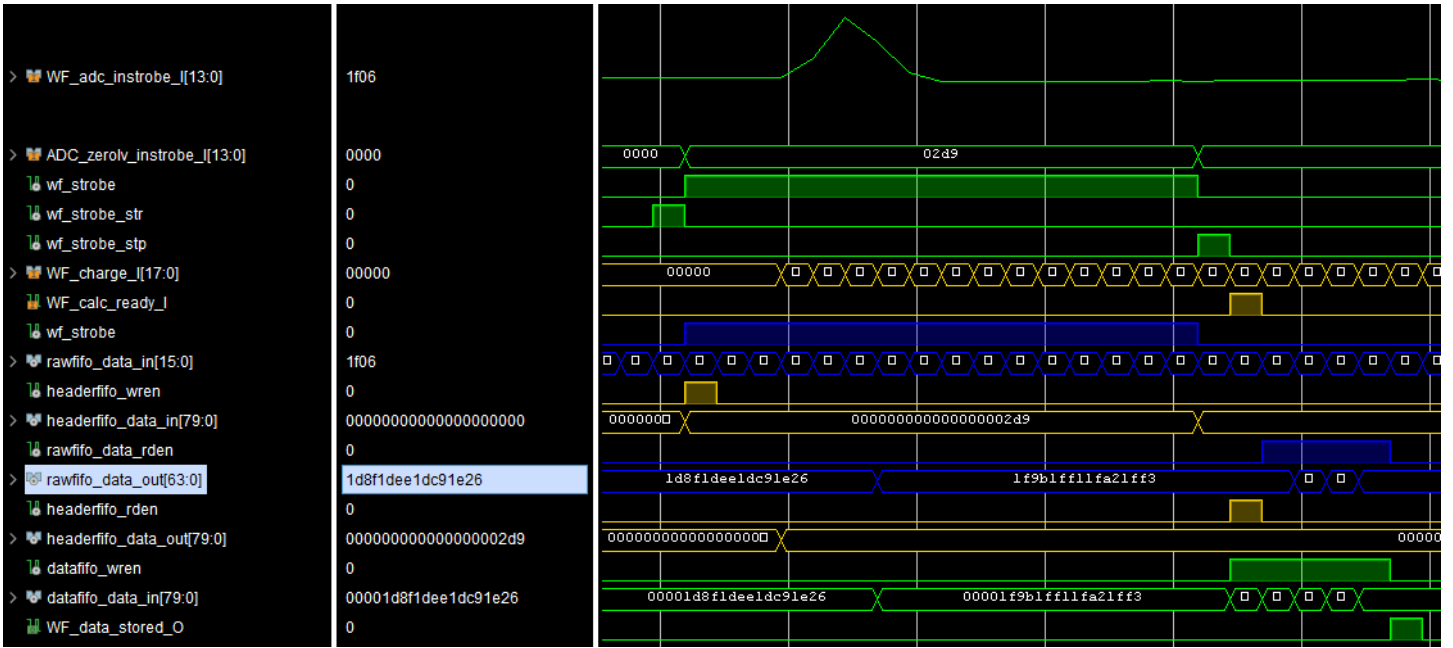 WF_adc_instrobe_I[13:0] 1f06
ADC_zerolv_instrobe_I[13:0] 0000 0000 02d9
wf_strobe 0
wf_strobe_str 0
wf_strobe_stp 0
WF_charge_I[17:0] 00000 00000
WF_calc_ready_I 0
wf_strobe 0
rawfifo_data_in[15:0] 1f06
headerfifo_wren 0
headerfifo_data_in[79:0] 00000000000000000000 000000 000000000000000002d9
rawfifo_data_rden 0
rawfifo_data_out[63:0] 1d8f1dee1dc91e26 1d8f1dee1dc91e26 1f9b1ff11fa21ff3
headerfifo_rden 0
headerfifo_data_out[79:0] 000000000000000002d9 00000000000000000 00000
datafifo_wren 0
datafifo_data_in[79:0] 00001d8f1dee1dc91e26 00001d8f1dee1dc91e26 00001f9b1ff11fa21ff3
WF_data_stored_O 0